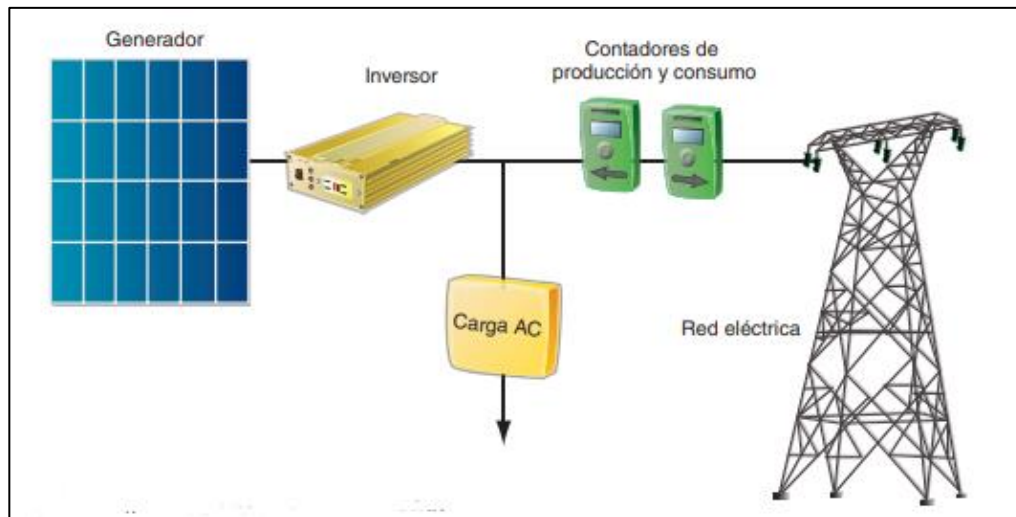 Generador
Inversor
Contadores de
producción y consumo
Carga AC
Red eléctrica